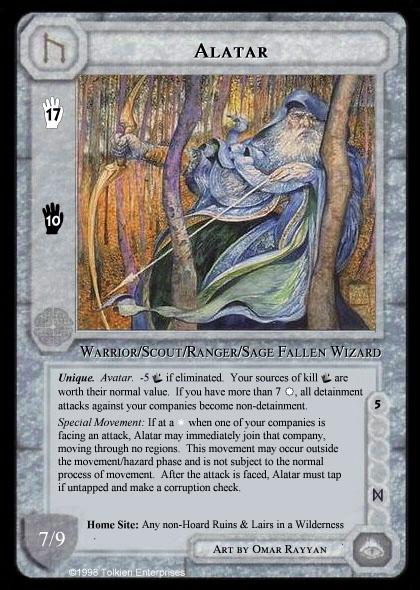 ALATAR
17
10
WARRIOR/SCOUT/RANGER/SAGE FALLEN WIZARD
Unique. Avatar. -5 if eliminated. Your sources of kill are
worth their normal value. If you have more than 7 , all detainment
attacks against your companies become non-detainment.
5
Special Movement: If at a when one of your companies is
facing an attack, Alatar may immediately join that company,
moving through no regions. This movement may occur outside
the movement/hazard phase and is not subject to the normal
process of movement. After the attack is faced, Alatar must tap
if untapped and make a corruption check.
Home Site: Any non-Hoard Ruins & Lairs in a Wilderness
7/9
ART BY OMAR RAYYAN
©1998 Tolkien Enterprises